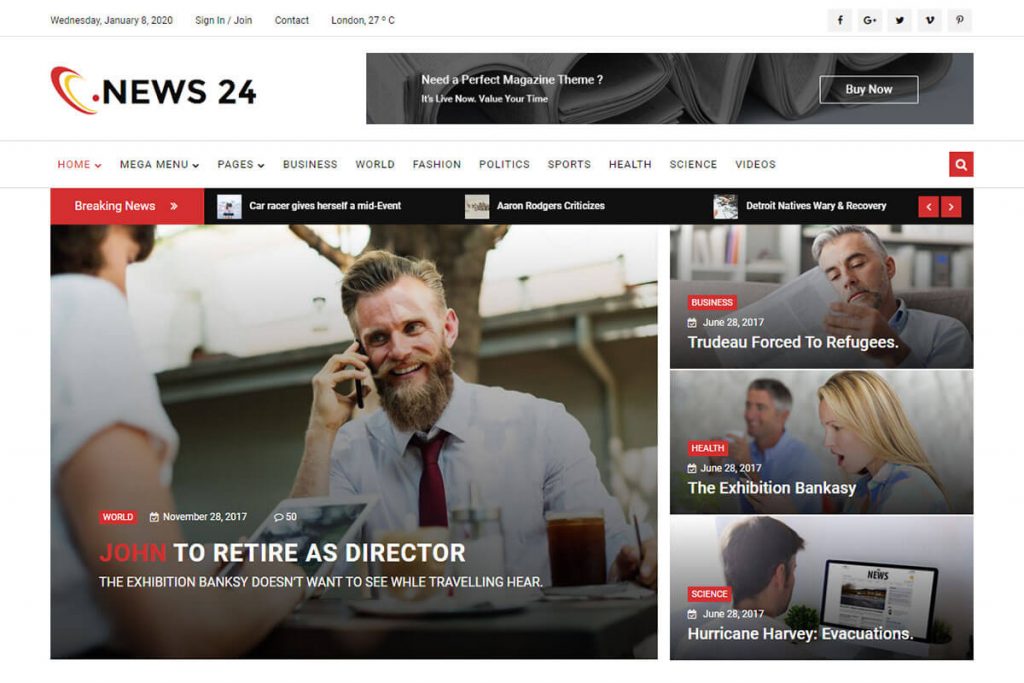 Wednesday, January 8, 2020 Sign In / Join Contact London, 27 º C
.NEWS 24
Need a Perfect Magazine Theme ?
It's Live Now. Value Your Time
Buy Now
HOME MEGA MENU PAGES BUSINESS WORLD FASHION POLITICS SPORTS HEALTH SCIENCE VIDEOS
Breaking News » Car racer gives herself a mid-Event Aaron Rodgers Criticizes Detroit Natives Wary & Recovery
WORLD November 28, 2017 50
JOHN TO RETIRE AS DIRECTOR
THE EXHIBITION BANKSY DOESN'T WANT TO SEE WHLE TRAVELLING HEAR.
BUSINESS
June 28, 2017
Trudeau Forced To Refugees.
HEALTH
June 28, 2017
The Exhibition Bankasy
NEWS
SCIENCE
June 28, 2017
Hurricane Harvey: Evacuations.